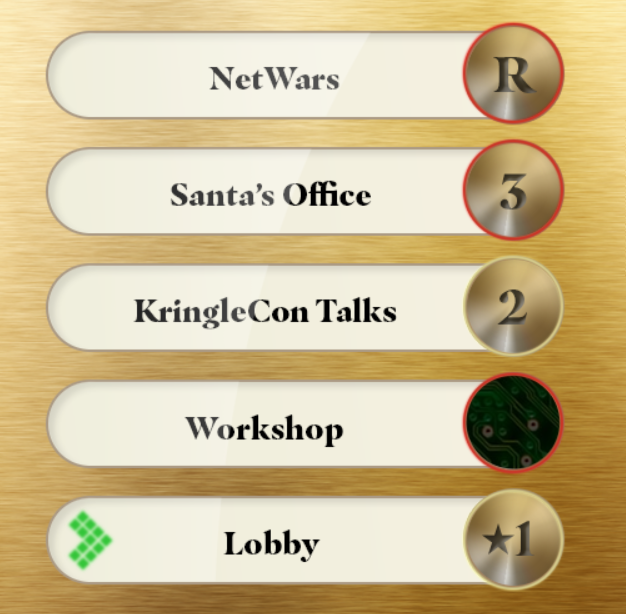 NetWars R
Santa's Office 3
KringleCon Talks 2
Workshop
Lobby ★1